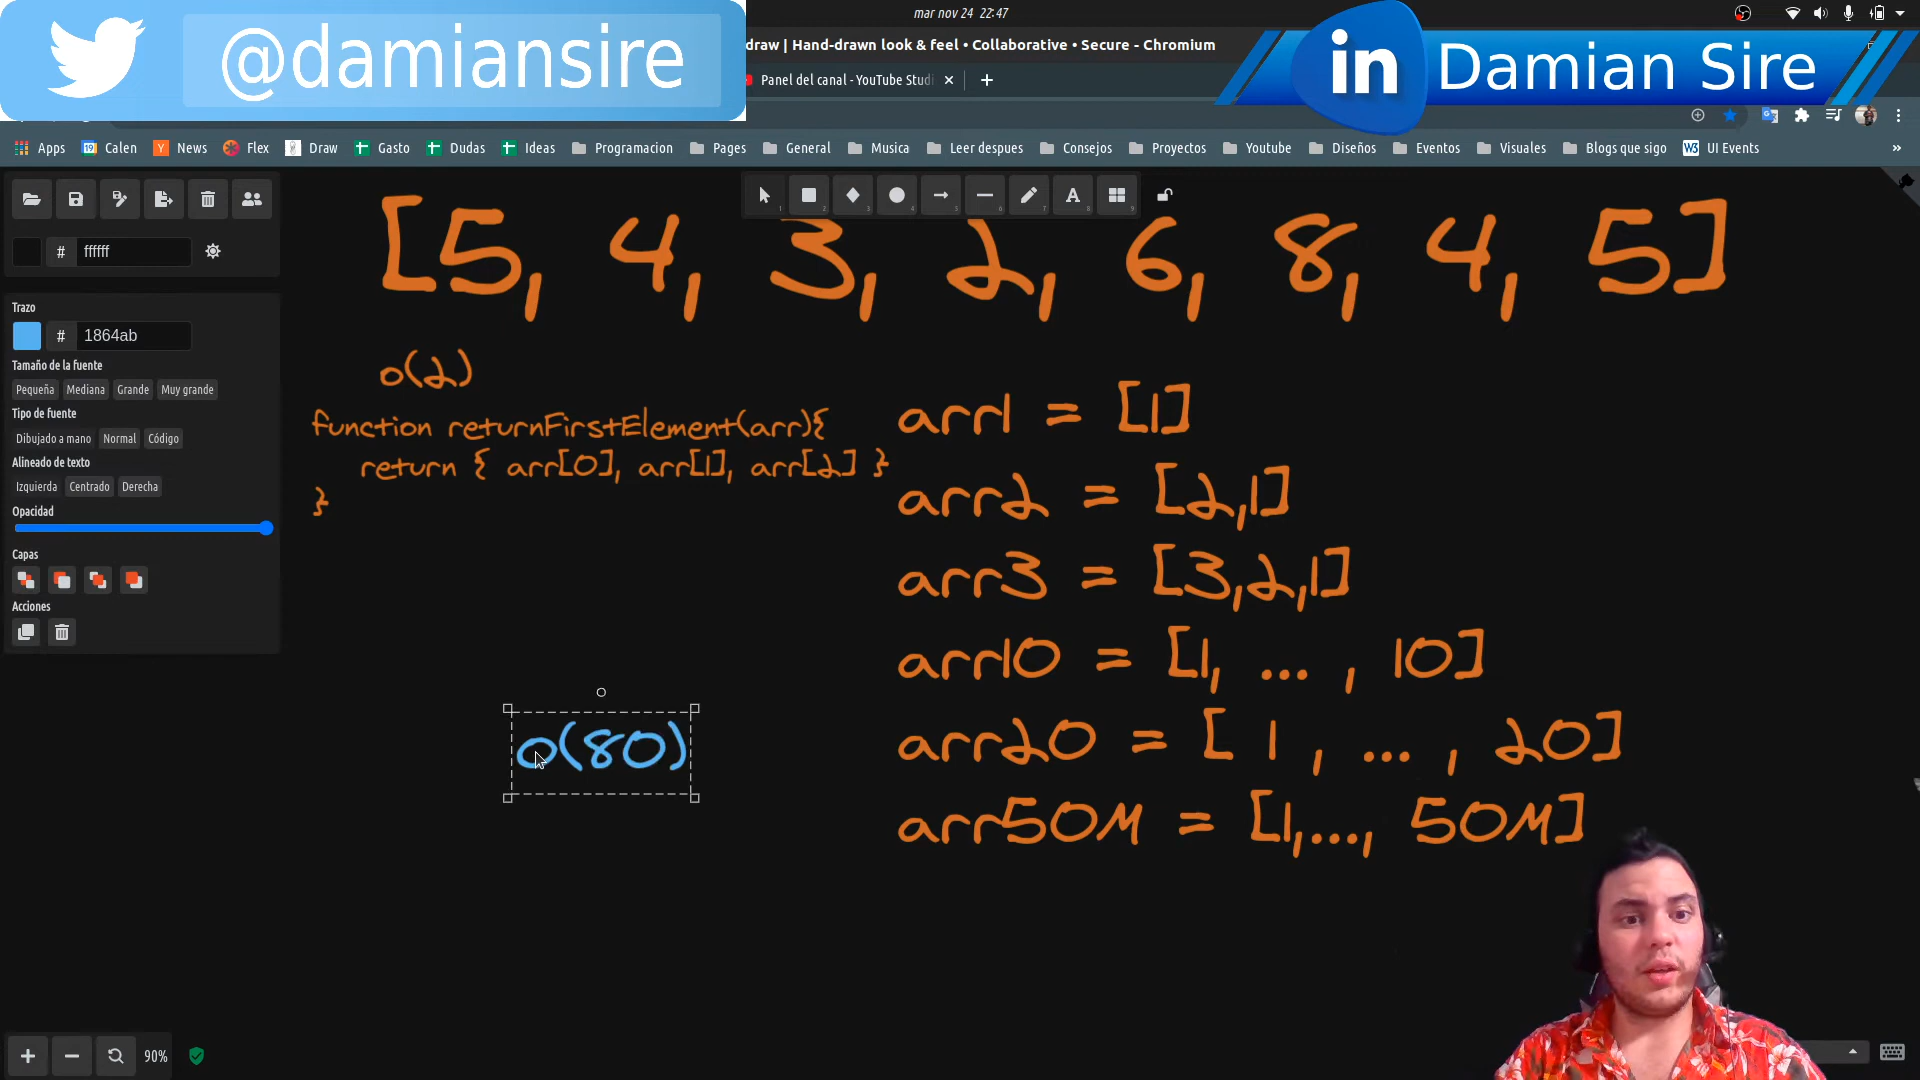 mar nov 24 22:47
@damiansire
in Damian Sire
draw | Hand-drawn look & feel • Collaborative • Secure - Chromium
Panel del canal - YouTube Studi
Apps
Calen
News
Flex
Draw
Gasto
Dudas
Ideas
Programacion
Pages
General
Musica
Leer despues
Consejos
Proyectos
Youtube
Diseños
Eventos
Visuales
Blogs que sigo
UI Events
»
# ffffff
[5, 4, 3, 2, 6, 8, 4, 5]
Trazo
# 1864ab
Tamaño de la fuente
Pequeña Mediana Grande Muy grande
Tipo de fuente
Dibujado a mano Normal Código
Alineado de texto
Izquierda Centrado Derecha
Opacidad
Capas
Acciones
o(2)
function returnFirstElement(arr){
return { arr[0], arr[1], arr[2] }
}
o(80)
arr1 = [1]
arr2 = [2,1]
arr3 = [3,2,1]
arr10 = [1, ... , 10]
arr20 = [ 1 , ... , 20]
arr50M = [1,..., 50M]
90%